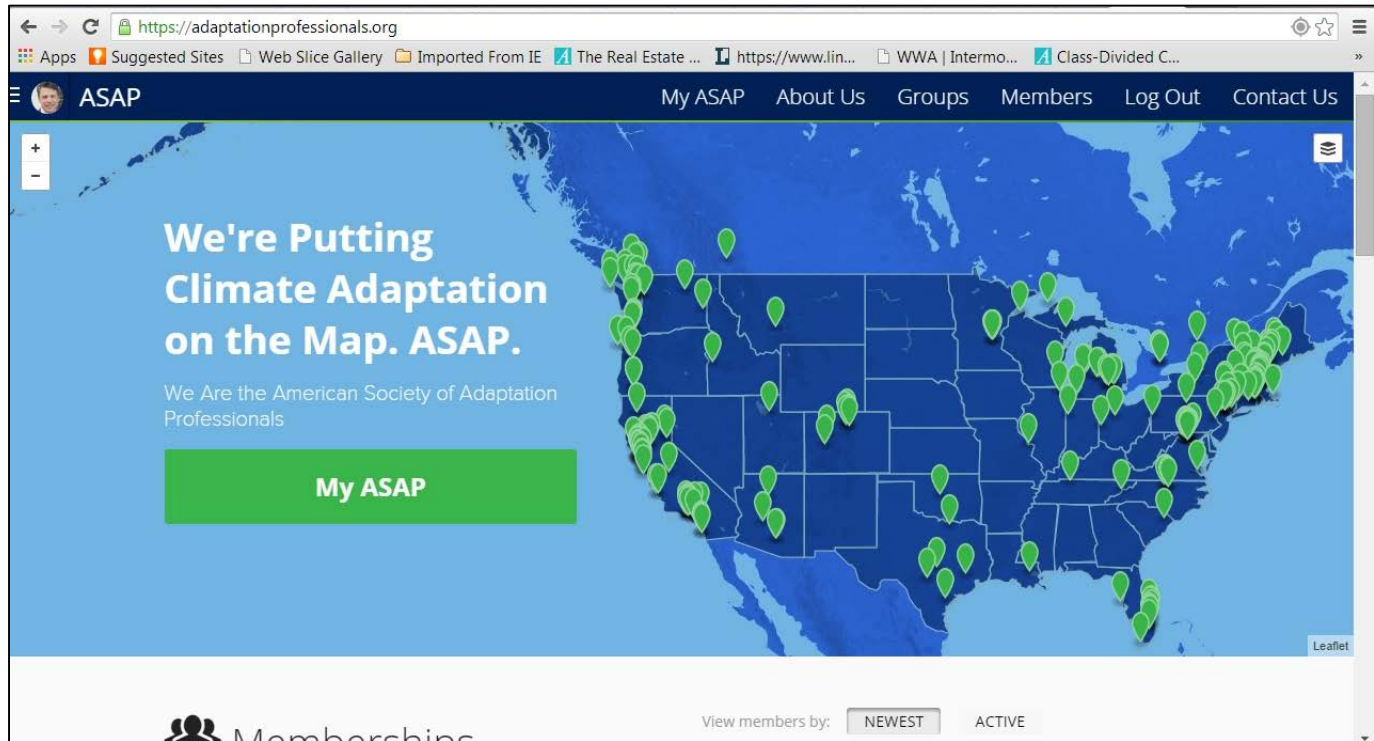 https://adaptationprofessionals.org
Apps Suggested Sites Web Slice Gallery Imported From IE The Real Estate ... https://www.lin... WWA | Intermo... Class-Divided C... »
ASAP My ASAP About Us Groups Members Log Out Contact Us
+
-
We're Putting
Climate Adaptation
on the Map. ASAP.
We Are the American Society of Adaptation
Professionals
My ASAP
Leaflet
View members by: NEWEST ACTIVE
Memberships